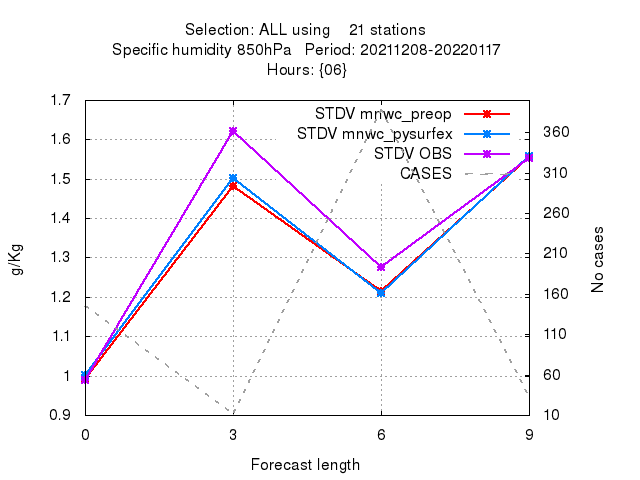 Selection: ALL using 21 stations
Specific humidity 850hPa Period: 20211208-20220117
Hours: {06}
STDV mnwc_preop
STDV mnwc_pysurfex
STDV OBS
CASES
1.7
1.6
1.5
1.4
1.3
1.2
1.1
1
0.9
360
310
260
210
160
110
60
10
0
3
6
9
g/Kg
No cases
Forecast length